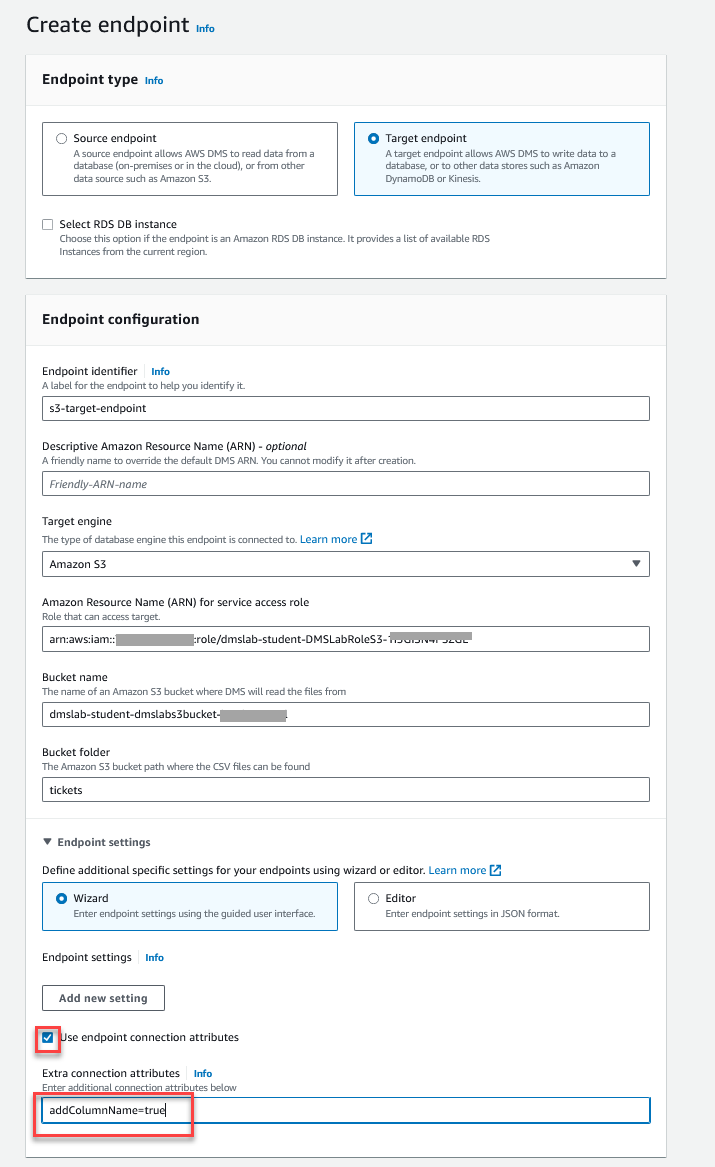 Create endpoint Info
Endpoint type Info
Source endpoint
A source endpoint allows AWS DMS to read data from a
database (on-premises or in the cloud), or from other
data source such as Amazon S3.
Target endpoint
A target endpoint allows AWS DMS to write data to a
database, or to other data stores such as Amazon
DynamoDB or Kinesis.
Select RDS DB instance
Choose this option if the endpoint is an Amazon RDS DB instance. It provides a list of available RDS
Instances from the current region.
Endpoint configuration
Endpoint identifier Info
A label for the endpoint to help you identify it.
s3-target-endpoint
Descriptive Amazon Resource Name (ARN) - optional
A friendly name to override the default DMS ARN. You cannot modify it after creation.
Friendly-ARN-name
Target engine
The type of database engine this endpoint is connected to. Learn more
Amazon S3
Amazon Resource Name (ARN) for service access role
Role that can access target.
arn:aws:iam:: :role/dmslab-student-DMSLabRoleS3-
Bucket name
The name of an Amazon S3 bucket where DMS will read the files from
dmslab-student-dmslabs3bucket-
Bucket folder
The Amazon S3 bucket path where the CSV files can be found
tickets
Endpoint settings
Define additional specific settings for your endpoints using wizard or editor. Learn more
Wizard
Enter endpoint settings using the guided user interface.
Editor
Enter endpoint settings in JSON format.
Endpoint settings Info
Add new setting
Use endpoint connection attributes
Extra connection attributes Info
Enter additional connection attributes below
addColumnName=true